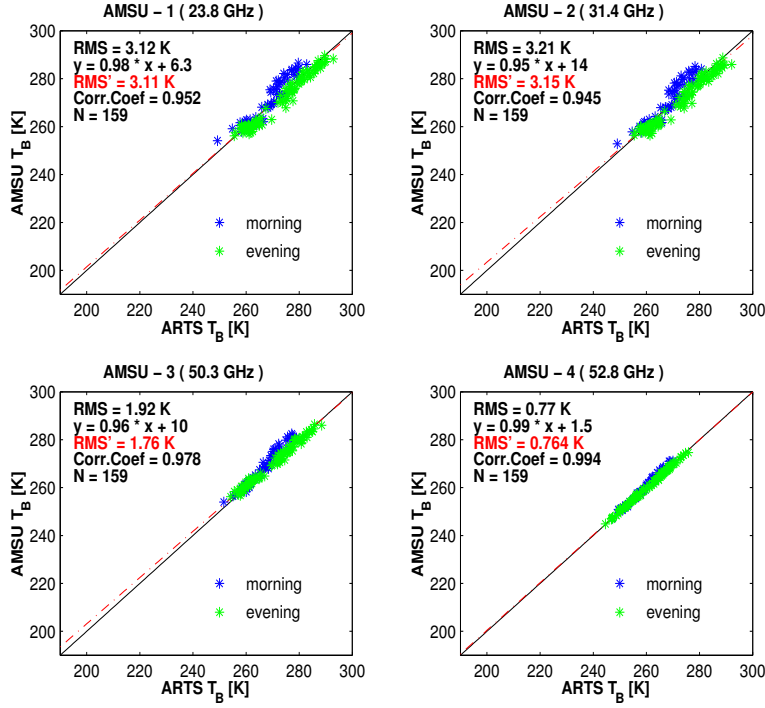 AMSU − 1 ( 23.8 GHz )
RMS = 3.12 K
y = 0.98 * x + 6.3
RMS' = 3.11 K
Corr.Coef = 0.952
N = 159
morning
evening
300
280
260
240
220
200
AMSU T_B [K]
200 220 240 260 280 300
ARTS T_B [K]
AMSU − 2 ( 31.4 GHz )
RMS = 3.21 K
y = 0.95 * x + 14
RMS' = 3.15 K
Corr.Coef = 0.945
N = 159
morning
evening
300
280
260
240
220
200
AMSU T_B [K]
200 220 240 260 280 300
ARTS T_B [K]
AMSU − 3 ( 50.3 GHz )
RMS = 1.92 K
y = 0.96 * x + 10
RMS' = 1.76 K
Corr.Coef = 0.978
N = 159
morning
evening
300
280
260
240
220
200
AMSU T_B [K]
200 220 240 260 280 300
ARTS T_B [K]
AMSU − 4 ( 52.8 GHz )
RMS = 0.77 K
y = 0.99 * x + 1.5
RMS' = 0.764 K
Corr.Coef = 0.994
N = 159
morning
evening
300
280
260
240
220
200
AMSU T_B [K]
200 220 240 260 280 300
ARTS T_B [K]